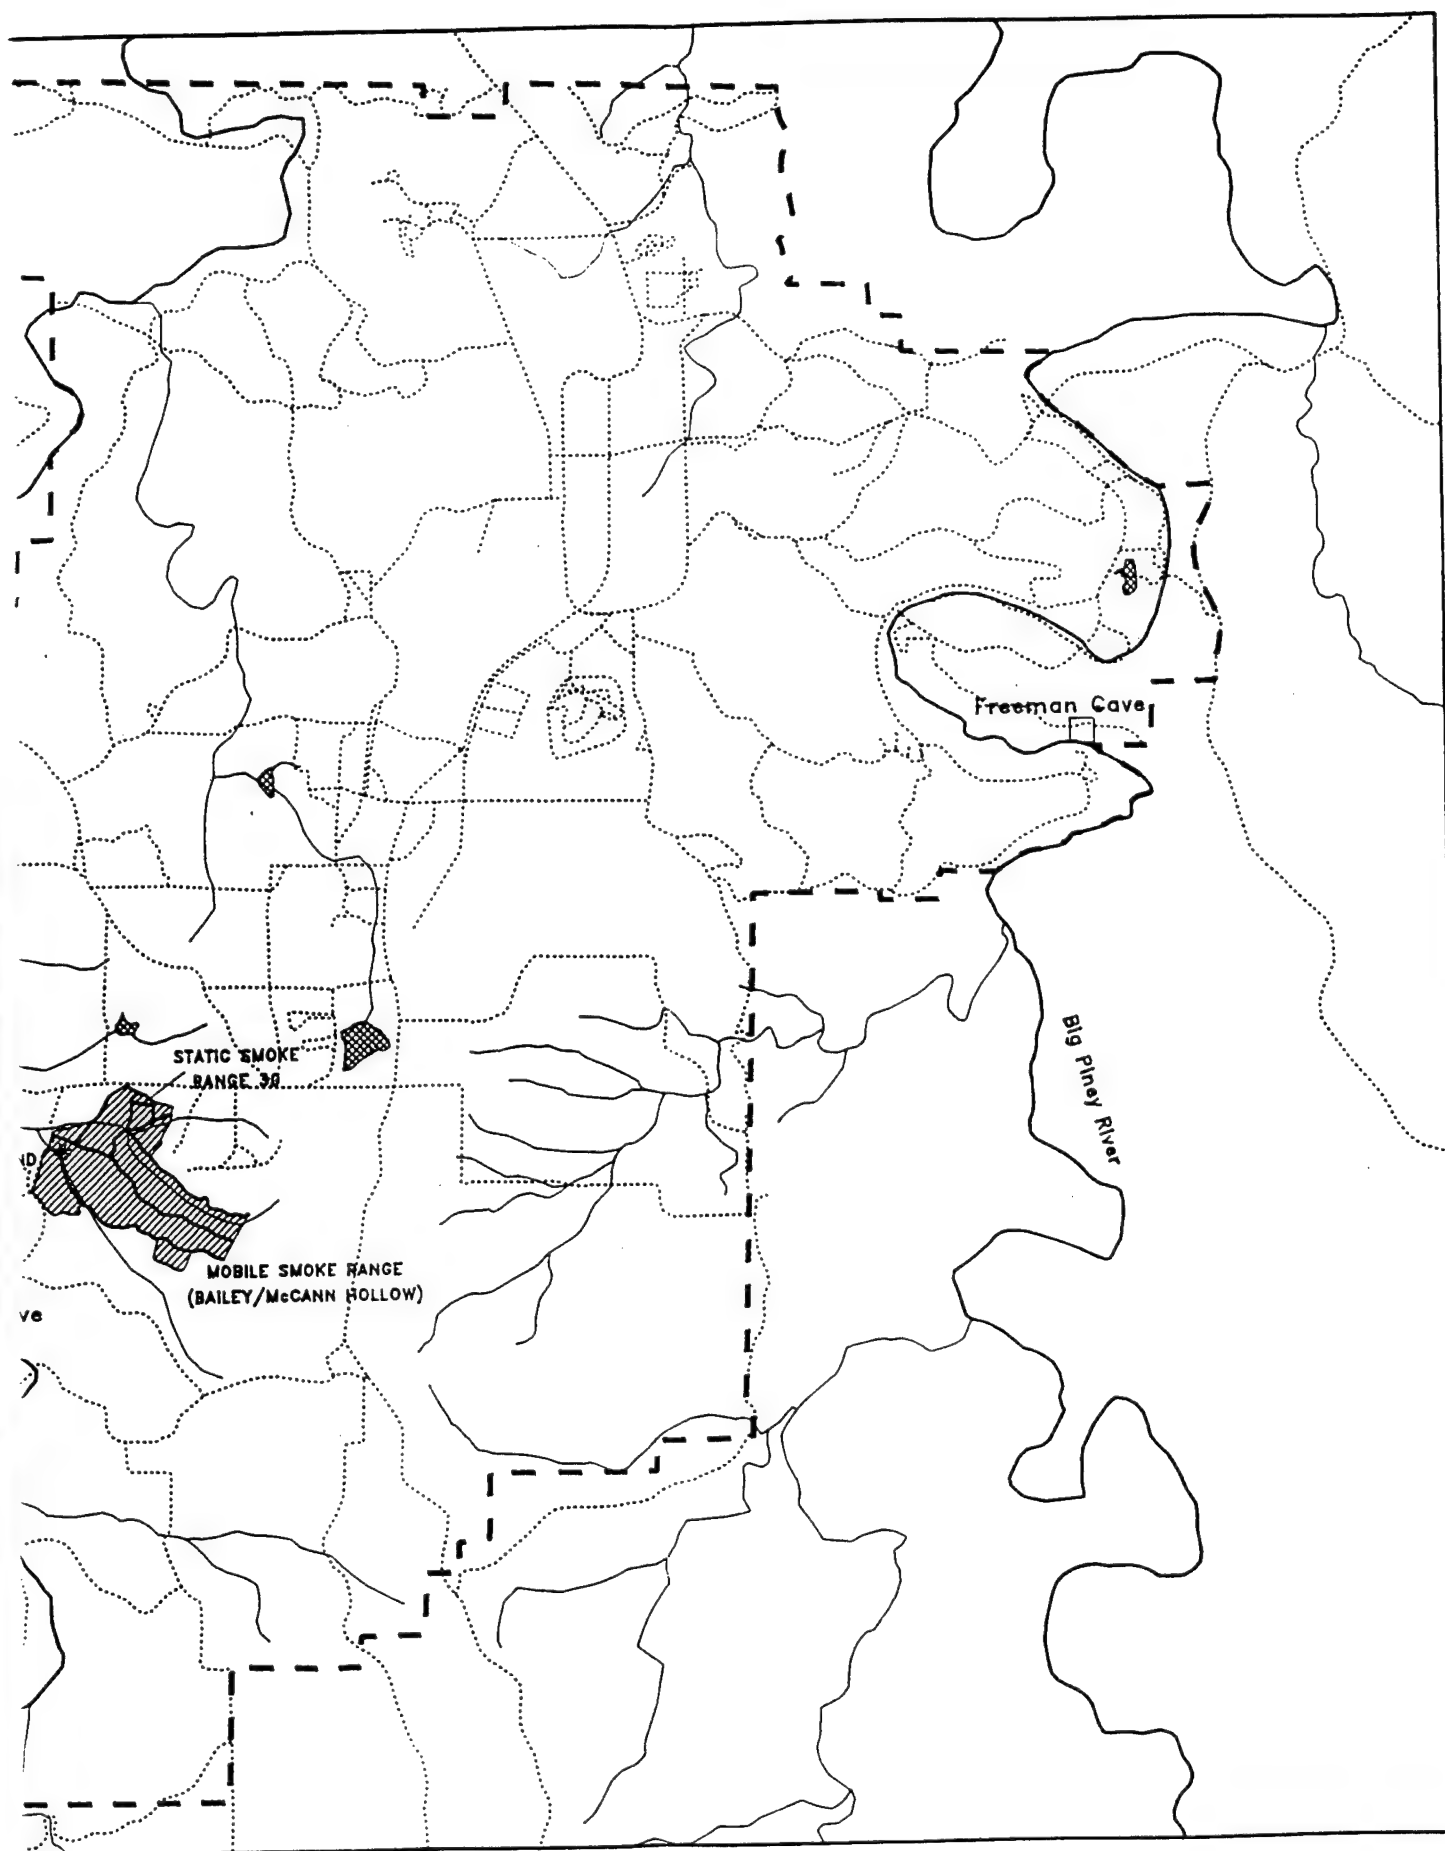 Freeman Cave
Big Piney River
STATIC SMOKE
RANGE 30
ND
MOBILE SMOKE RANGE
(BAILEY/McCANN HOLLOW)
ve